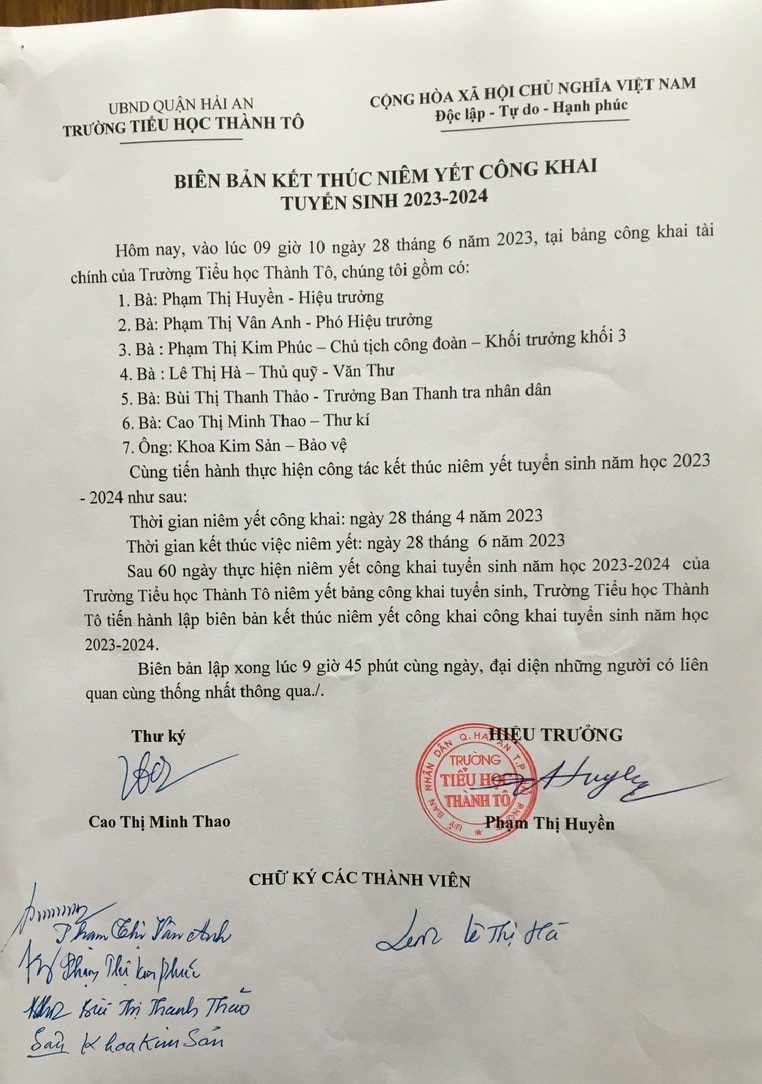 UBND QUẬN HẢI AN
TRƯỜNG TIỂU HỌC THÀNH TÔ
CỘNG HÒA XÃ HỘI CHỦ NGHĨA VIỆT NAM
Độc lập - Tự do - Hạnh phúc
BIÊN BẢN KẾT THÚC NIÊM YẾT CÔNG KHAI
TUYỂN SINH 2023-2024
Hôm nay, vào lúc 09 giờ 10 ngày 28 tháng 6 năm 2023, tại bảng công khai tài
chính của Trường Tiểu học Thành Tô, chúng tôi gồm có:
1. Bà: Phạm Thị Huyền - Hiệu trưởng
2. Bà: Phạm Thị Vân Anh - Phó Hiệu trưởng
3. Bà : Phạm Thị Kim Phúc – Chủ tịch công đoàn – Khối trưởng khối 3
4. Bà : Lê Thị Hà – Thủ quỹ - Văn Thư
5. Bà: Bùi Thị Thanh Thảo - Trưởng Ban Thanh tra nhân dân
6. Bà: Cao Thị Minh Thao – Thư kí
7. Ông: Khoa Kim Sản – Bảo vệ
Cùng tiến hành thực hiện công tác kết thúc niêm yết tuyển sinh năm học 2023
- 2024 như sau:
Thời gian niêm yết công khai: ngày 28 tháng 4 năm 2023
Thời gian kết thúc việc niêm yết: ngày 28 tháng 6 năm 2023
Sau 60 ngày thực hiện niêm yết công khai tuyển sinh năm học 2023-2024 của
Trường Tiểu học Thành Tô niêm yết bảng công khai tuyển sinh, Trường Tiểu học Thành
Tô tiến hành lập biên bản kết thúc niêm yết công khai công khai tuyển sinh năm học
2023-2024.
Biên bản lập xong lúc 9 giờ 45 phút cùng ngày, đại diện những người có liên
quan cùng thống nhất thông qua./.
Thư ký
HIỆU TRƯỞNG
ỦY BAN NHÂN DÂN Q. HẢI AN T.P
TRƯỜNG
TIỂU HỌC
THÀNH TÔ
Huyền
Cao Thị Minh Thao
Phạm Thị Huyền
CHỮ KÝ CÁC THÀNH VIÊN
Phạm Thị Vân Anh
Lê Thị Hà
Phạm Thị Kim Phúc
Bùi Thị Thanh Thảo
Sản Khoa Kim Sản